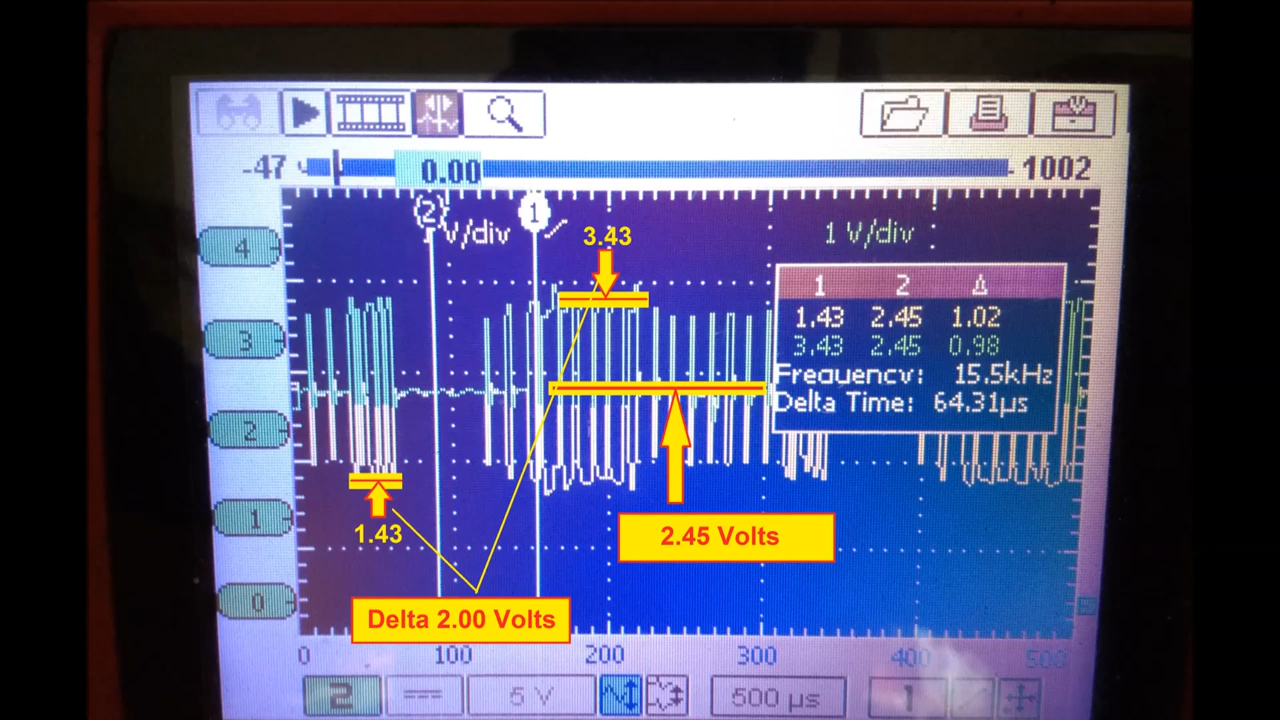 -47 0.00 1002
4
2 1
V/div 1 V/div
3.43
1 2 Δ
1.43 2.45 1.02
3.43 2.45 0.98
3
Frequency: 15.5kHz
Delta Time: 64.31µs
2
1
1.43
2.45 Volts
0
Delta 2.00 Volts
0 100 200 300 400 500
2 5 V 500 µs 1